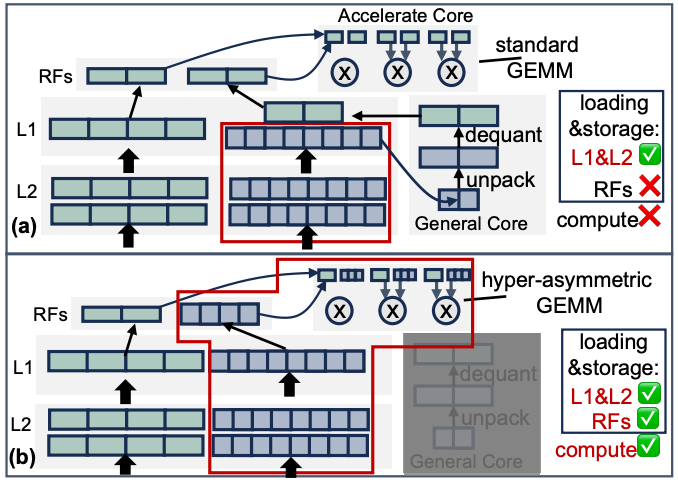 Accelerate Core
RFs
X X X
standard
GEMM
L1
dequant
unpack
General Core
L2
(a)
loading
&storage:
L1&L2 ✅
RFs ❌
compute ❌
RFs
X X X
hyper-asymmetric
GEMM
L1
dequant
unpack
General Core
L2
(b)
loading
&storage:
L1&L2 ✅
RFs ✅
compute ✅